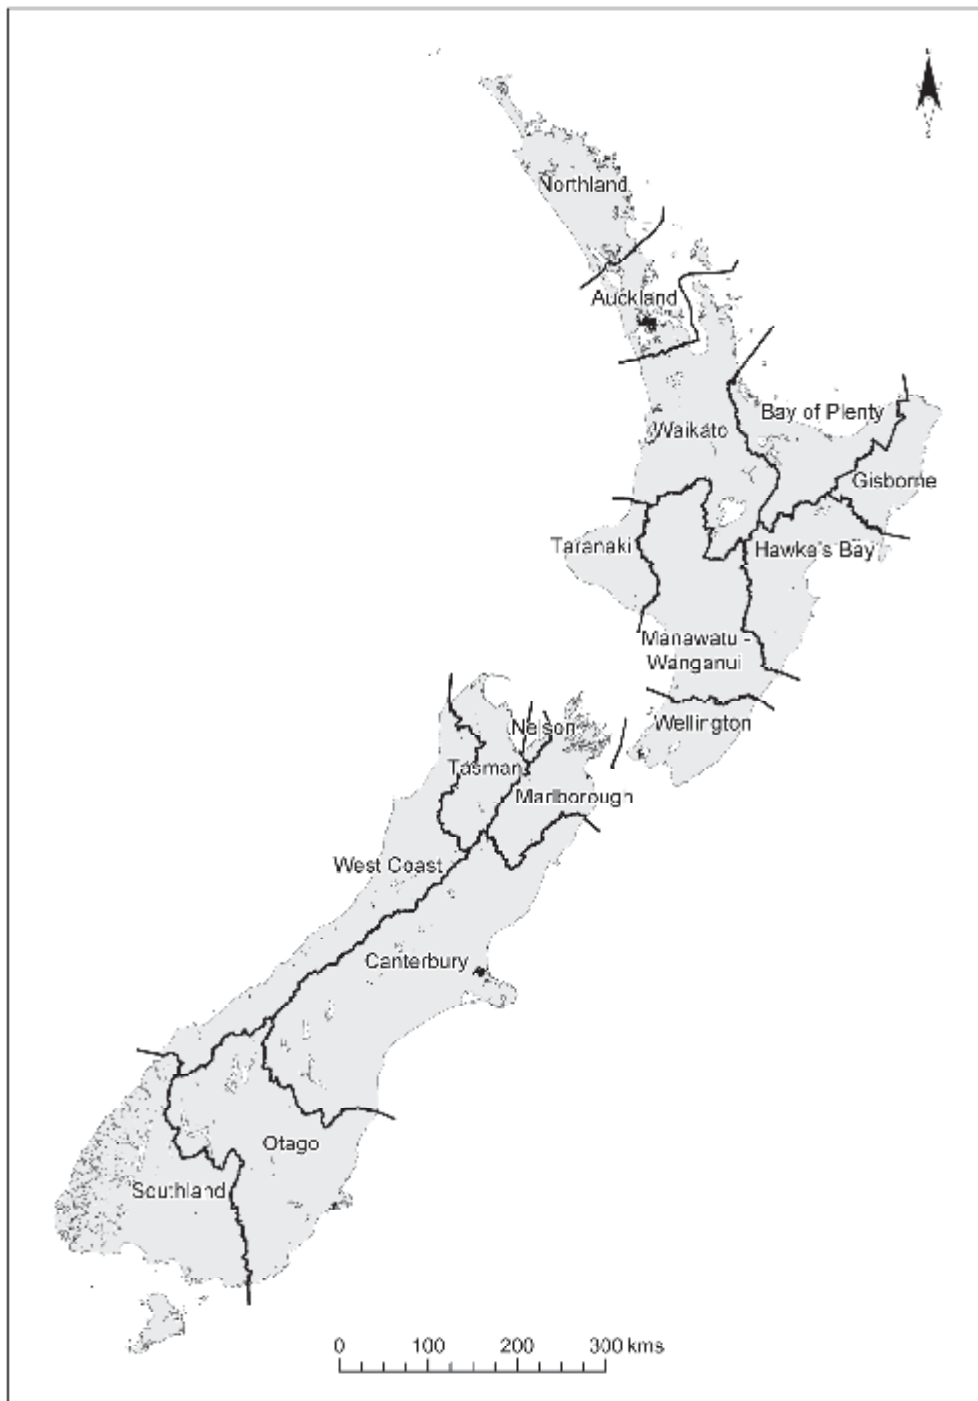 Northland
Auckland
Bay of Plenty
Waikato
Gisborne
Taranaki
Hawke's Bay
Manawatu -
Wanganui
Nelson
Wellington
Tasman
Marlborough
West Coast
Canterbury
Otago
Southland
0 100 200 300 kms